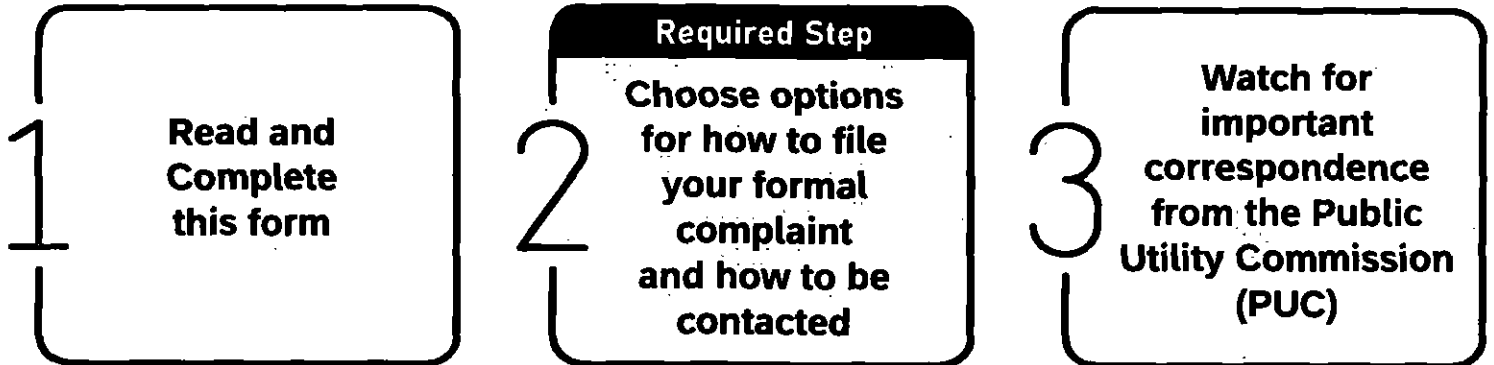 1
Read and
Complete
this form
Required Step
2
Choose options
for how to file
your formal
complaint
and how to be
contacted
3
Watch for
important
correspondence
from the Public
Utility Commission
(PUC)